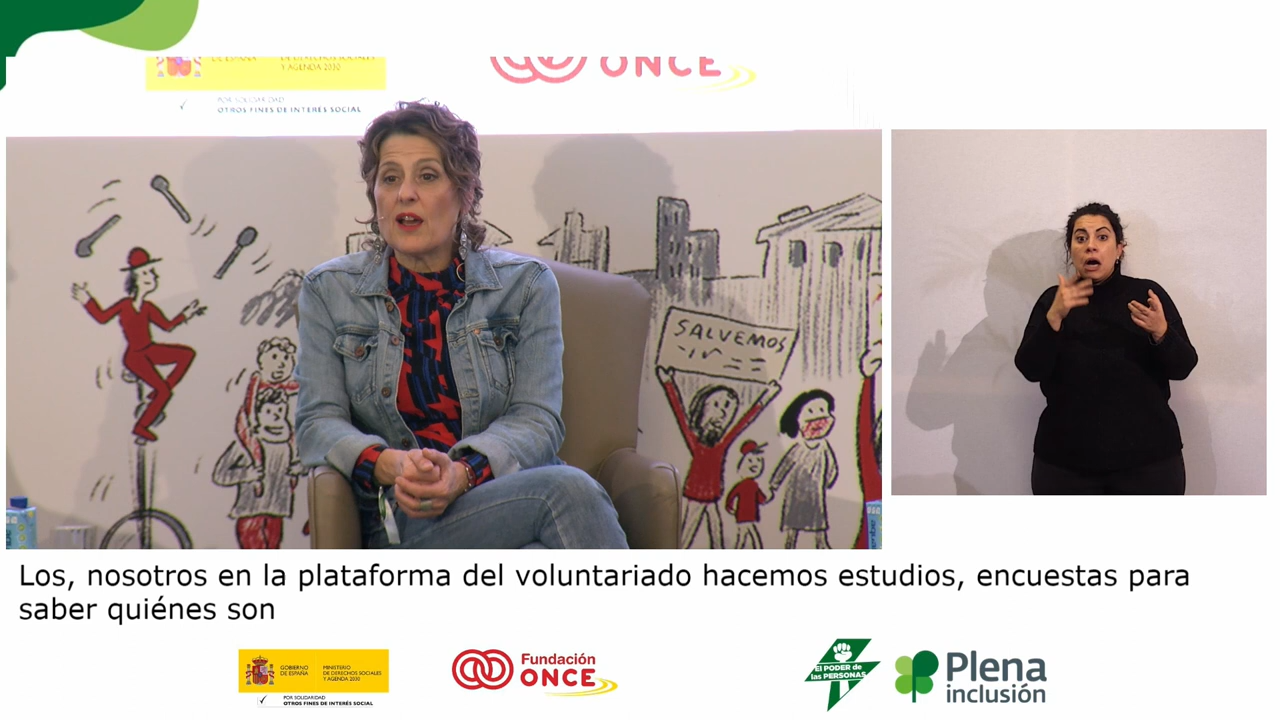 DE ESPAÑA
DE DERECHOS SOCIALES
Y AGENDA 2030
POR SOLIDARIDAD
OTROS FINES DE INTERÉS SOCIAL
ONCE
SALVEMOS
Los, nosotros en la plataforma del voluntariado hacemos estudios, encuestas para
saber quiénes son
GOBIERNO
DE ESPAÑA
MINISTERIO
DE DERECHOS SOCIALES
Y AGENDA 2030
POR SOLIDARIDAD
OTROS FINES DE INTERÉS SOCIAL
Fundación
ONCE
El PODER de
las PERSONAS
Plena
inclusión